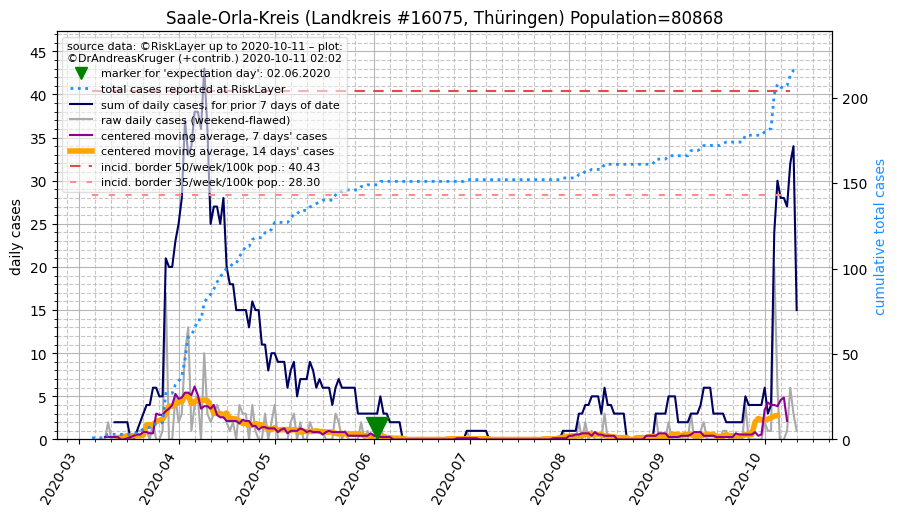 Saale-Orla-Kreis (Landkreis #16075, Thüringen) Population=80868
source data: ©RiskLayer up to 2020-10-11 – plot:
©DrAndreasKruger (+contrib.) 2020-10-11 02:02
marker for 'expectation day': 02.06.2020
total cases reported at RiskLayer
sum of daily cases, for prior 7 days of date
raw daily cases (weekend-flawed)
centered moving average, 7 days' cases
centered moving average, 14 days' cases
incid. border 50/week/100k pop.: 40.43
incid. border 35/week/100k pop.: 28.30
daily cases
45
40
35
30
25
20
15
10
5
0
cumulative total cases
200
150
100
50
0
2020-03
2020-04
2020-05
2020-06
2020-07
2020-08
2020-09
2020-10